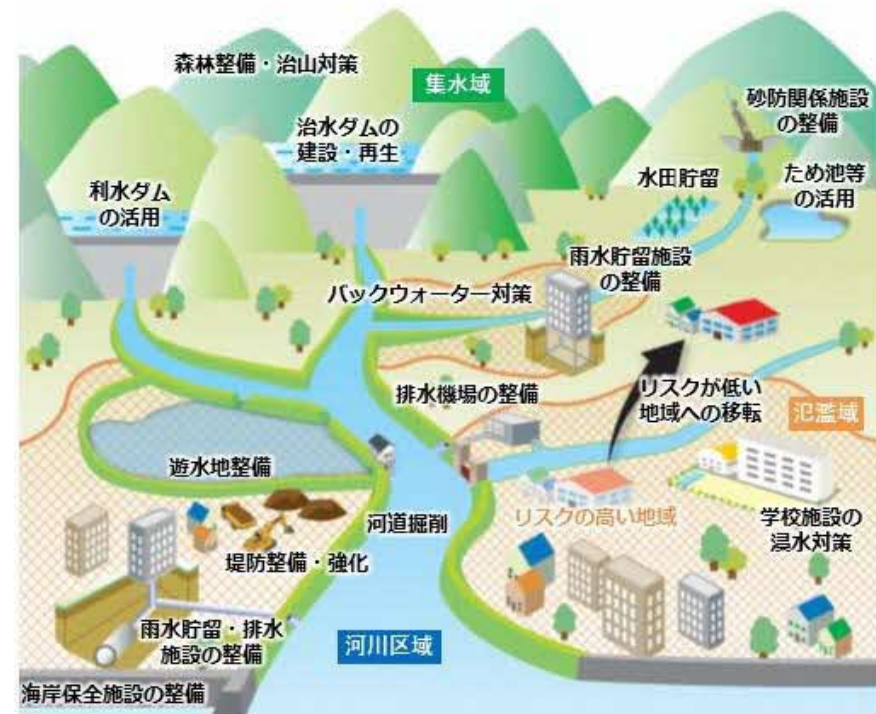 森林整備・治山対策
集水域
砂防関係施設
の整備
治水ダムの
建設・再生
水田貯留
ため池等
の活用
利水ダム
の活用
雨水貯留施設
の整備
バックウォーター対策
排水機場の整備
リスクが低い
地域への移転
氾濫域
遊水地整備
リスクの高い地域
河道掘削
学校施設の
浸水対策
堤防整備・強化
雨水貯留・排水
施設の整備
河川区域
海岸保全施設の整備